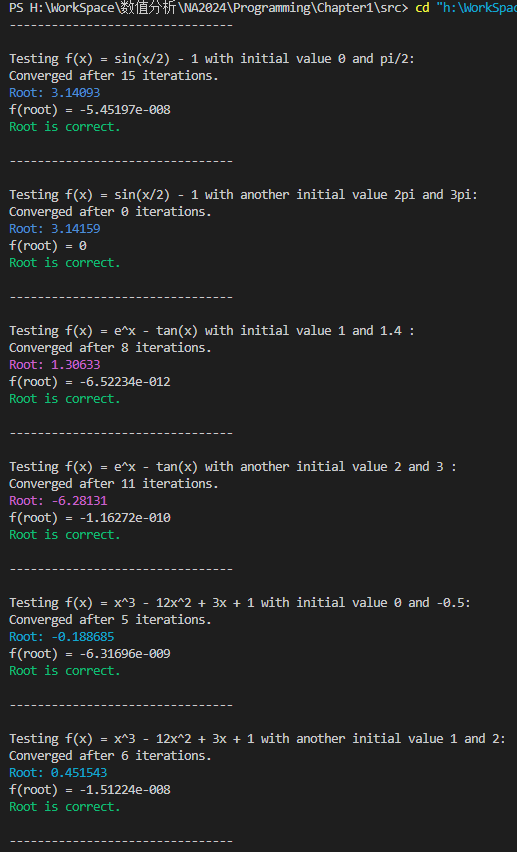 PS H:\WorkSpace\数值分析\NA2024\Programming\Chapter1\src> cd "h:\WorkSpac
--------------------------------
Testing f(x) = sin(x/2) - 1 with initial value 0 and pi/2:
Converged after 15 iterations.
Root: 3.14093
f(root) = -5.45197e-008
Root is correct.
--------------------------------
Testing f(x) = sin(x/2) - 1 with another initial value 2pi and 3pi:
Converged after 0 iterations.
Root: 3.14159
f(root) = 0
Root is correct.
--------------------------------
Testing f(x) = e^x - tan(x) with initial value 1 and 1.4 :
Converged after 8 iterations.
Root: 1.30633
f(root) = -6.52234e-012
Root is correct.
--------------------------------
Testing f(x) = e^x - tan(x) with another initial value 2 and 3 :
Converged after 11 iterations.
Root: -6.28131
f(root) = -1.16272e-010
Root is correct.
--------------------------------
Testing f(x) = x^3 - 12x^2 + 3x + 1 with initial value 0 and -0.5:
Converged after 5 iterations.
Root: -0.188685
f(root) = -6.31696e-009
Root is correct.
--------------------------------
Testing f(x) = x^3 - 12x^2 + 3x + 1 with another initial value 1 and 2:
Converged after 6 iterations.
Root: 0.451543
f(root) = -1.51224e-008
Root is correct.
--------------------------------